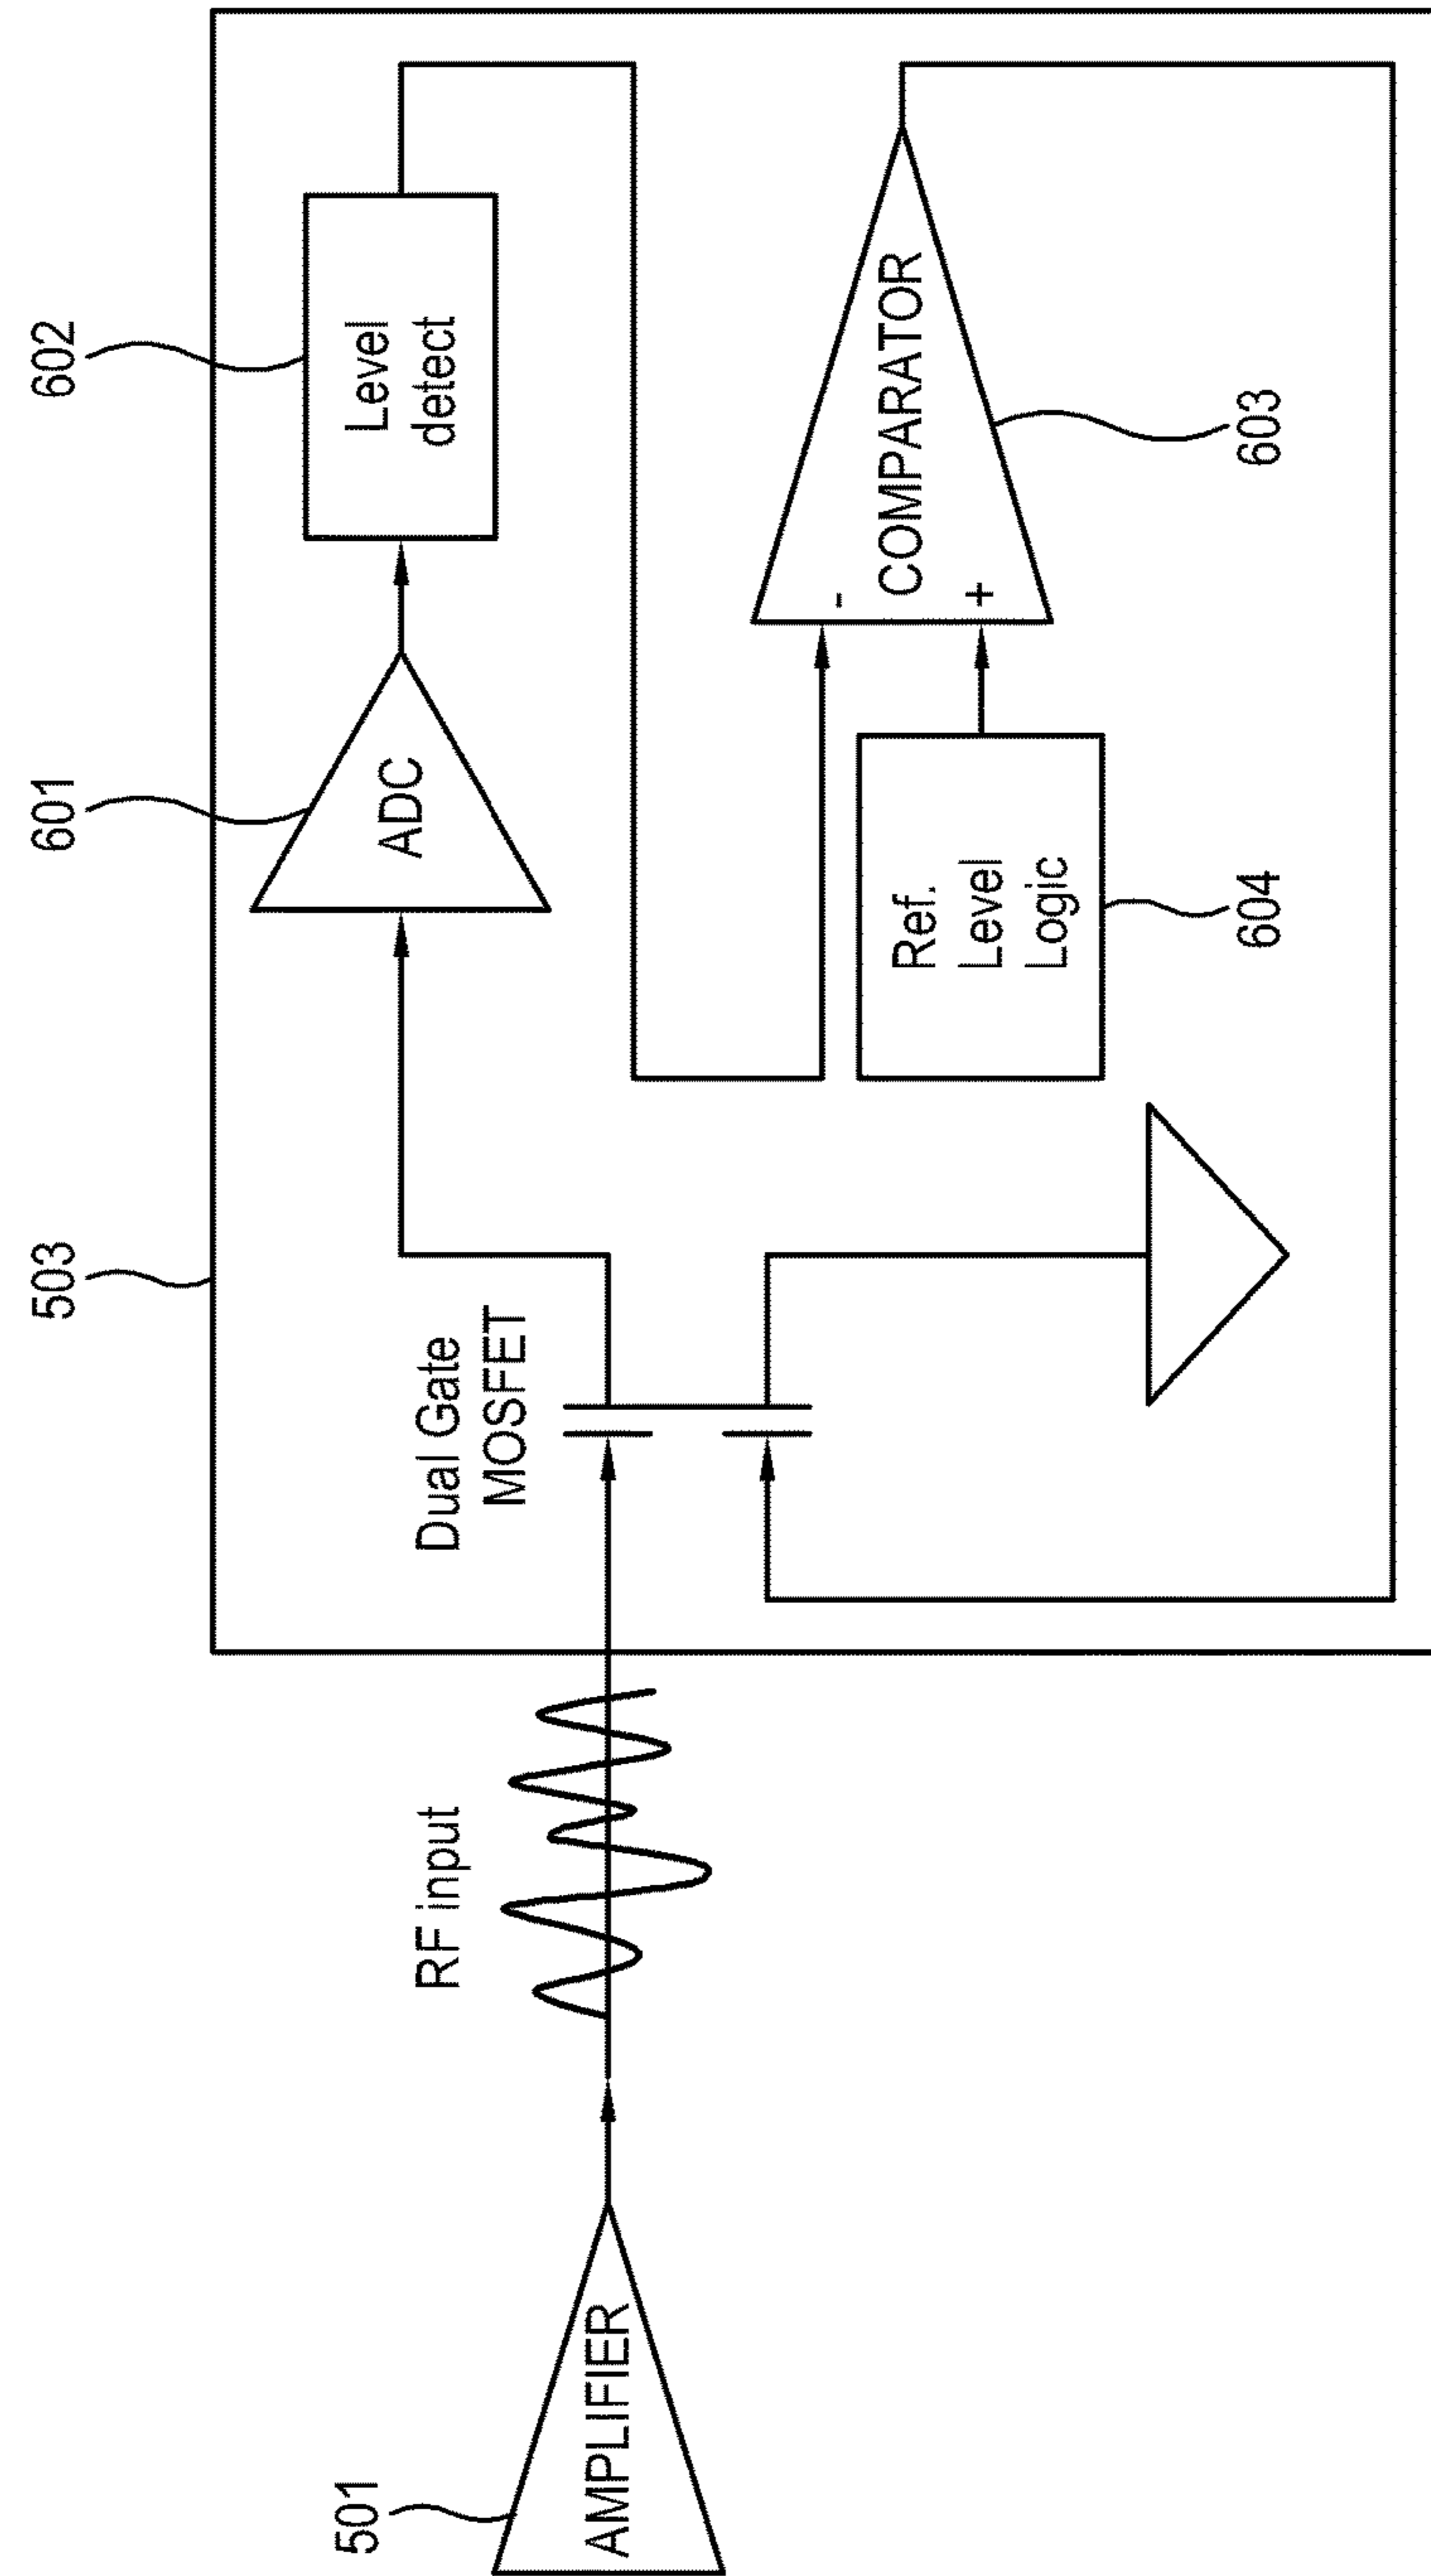 503
601
602
Dual Gate
MOSFET
ADC
Level
detect
501
AMPLIFIER
RF input
-
+
COMPARATOR
Ref.
Level
Logic
604
603